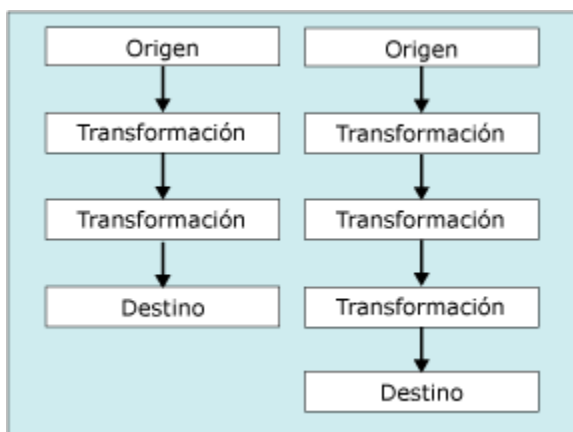 Origen
Transformación
Transformación
Destino
Origen
Transformación
Transformación
Transformación
Destino